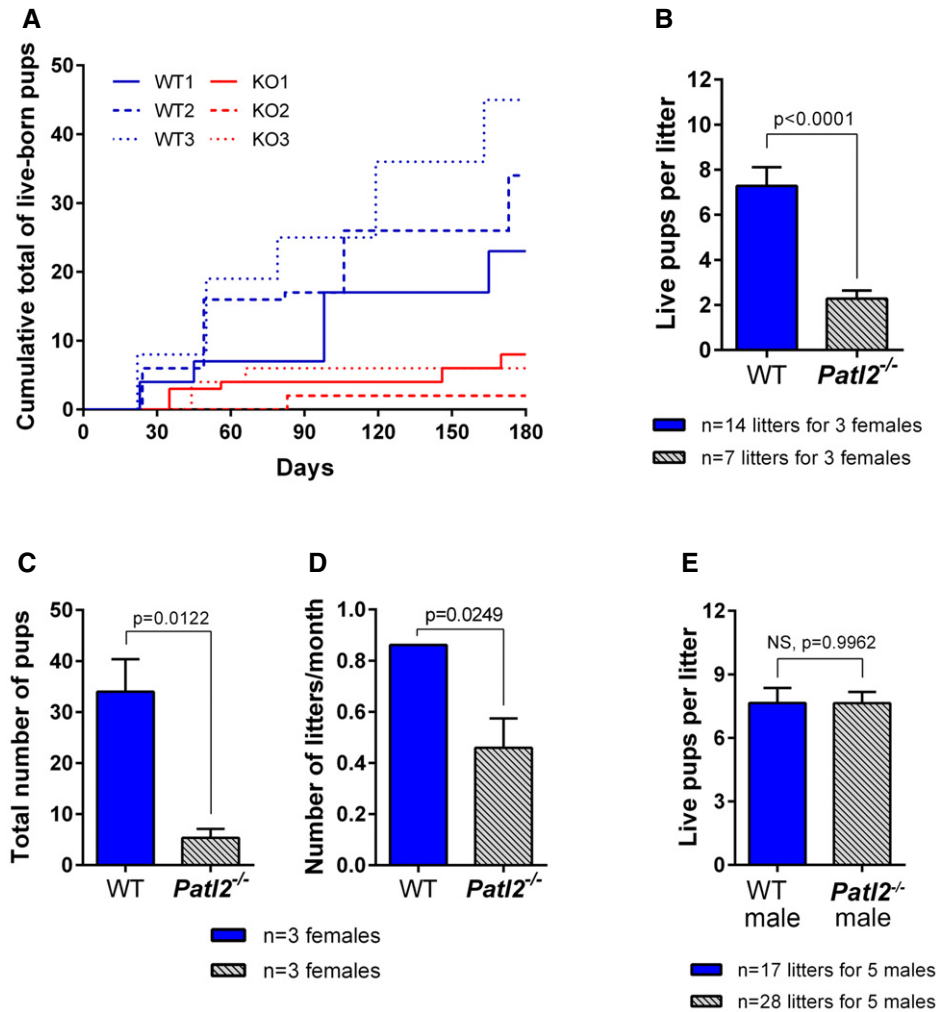 A
Cumulative total of live-born pups
50
40
30
20
10
0
WT1 KO1
WT2 KO2
WT3 KO3
0 30 60 90 120 150 180
Days
B
Live pups per litter
12
10
8
6
4
2
0
p<0.0001
WT Patl2-/-
n=14 litters for 3 females
n=7 litters for 3 females
C
Total number of pups
50
40
30
20
10
0
p=0.0122
WT Patl2-/-
D
Number of litters/month
1.0
0.8
0.6
0.4
0.2
0.0
p=0.0249
WT Patl2-/-
n=3 females
n=3 females
E
Live pups per litter
12
9
6
3
0
NS, p=0.9962
WT Patl2-/-
male male
n=17 litters for 5 males
n=28 litters for 5 males